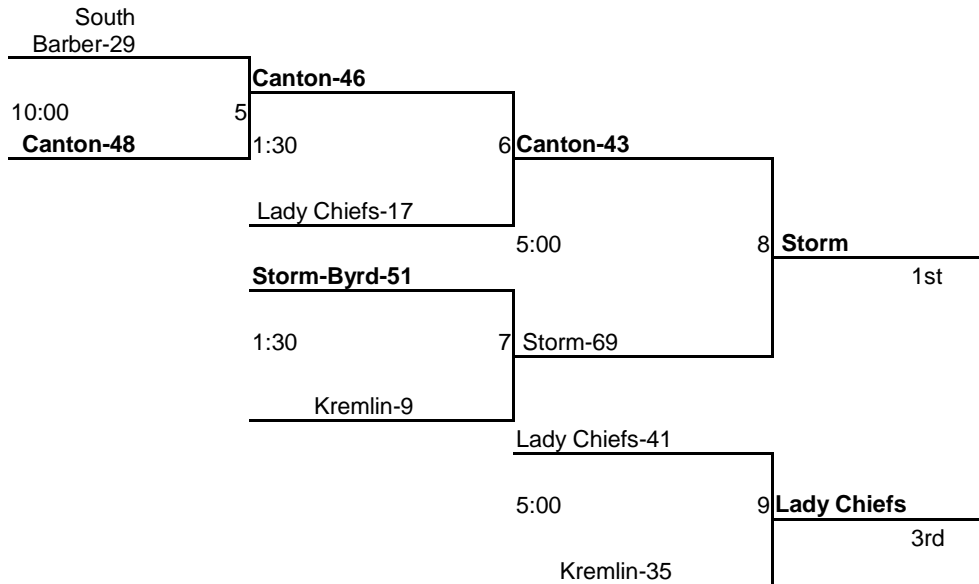 South
Barber-29
Canton-46
10:00 5
Canton-48
1:30 6 Canton-43
Lady Chiefs-17
5:00 8 Storm
Storm-Byrd-51
1st
1:30 7 Storm-69
Kremlin-9
Lady Chiefs-41
5:00 9 Lady Chiefs
3rd
Kremlin-35